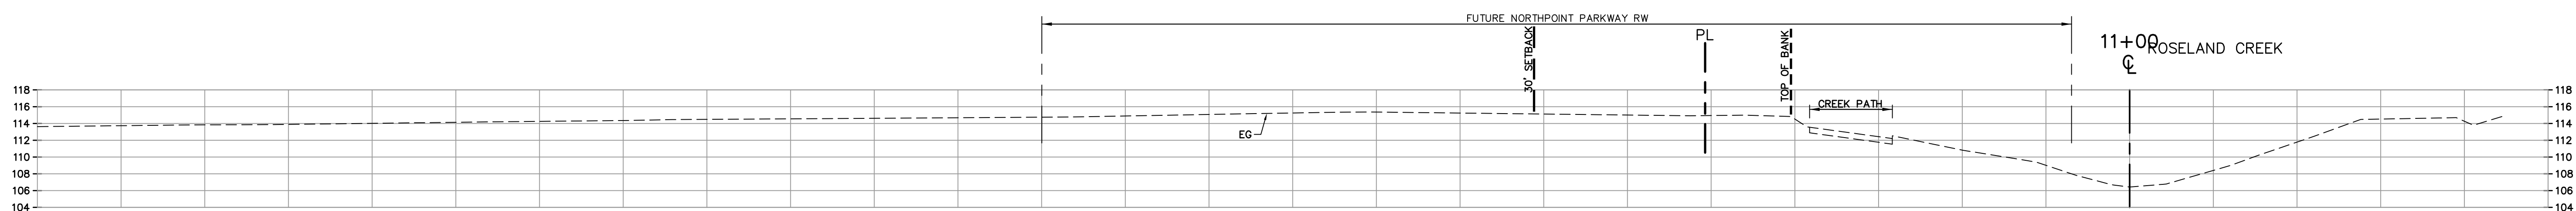 FUTURE NORTHPOINT PARKWAY RW
30' SETBACK
PL
TOP OF BANK
11+00
ROSELAND CREEK
CL
118
116
114
112
110
108
106
104
EG
CREEK PATH
118
116
114
112
110
108
106
104